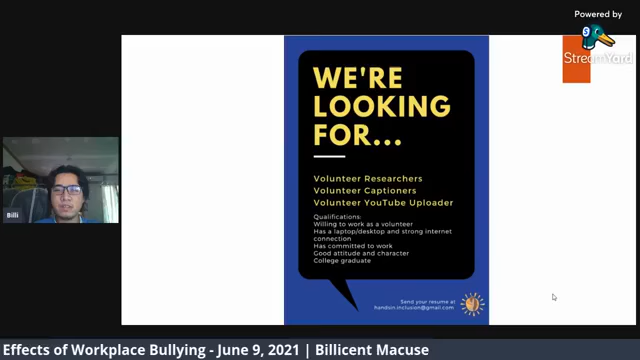 Powered by
S
StreamYard
WE'RE
LOOKING
FOR...
Volunteer Researchers
Volunteer Captioners
Volunteer YouTube Uploader
Qualifications:
Willing to work as a volunteer
Has a laptop/desktop and strong internet
connection
Has committed to work
Good attitude and character
College graduate
Send your resume at
handsin.inclusion@gmail.com
Billi
Effects of Workplace Bullying - June 9, 2021 | Billicent Macuse